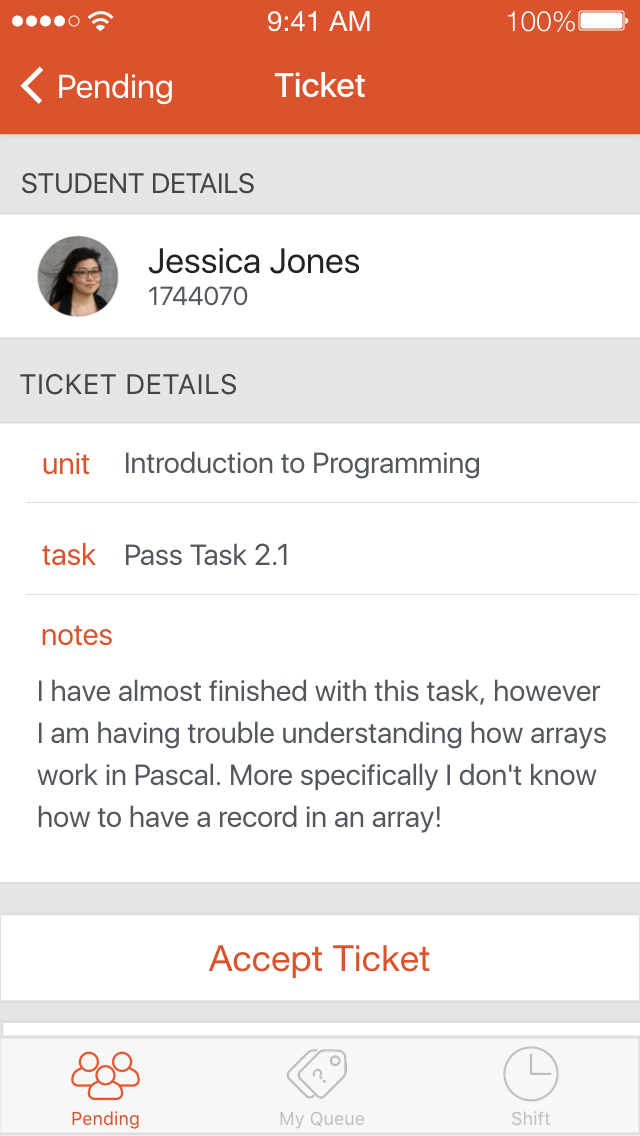 9:41 AM 100%
Pending Ticket
STUDENT DETAILS
Jessica Jones
1744070
TICKET DETAILS
unit Introduction to Programming
task Pass Task 2.1
notes
I have almost finished with this task, however
I am having trouble understanding how arrays
work in Pascal. More specifically I don't know
how to have a record in an array!
Accept Ticket
?
Pending My Queue Shift